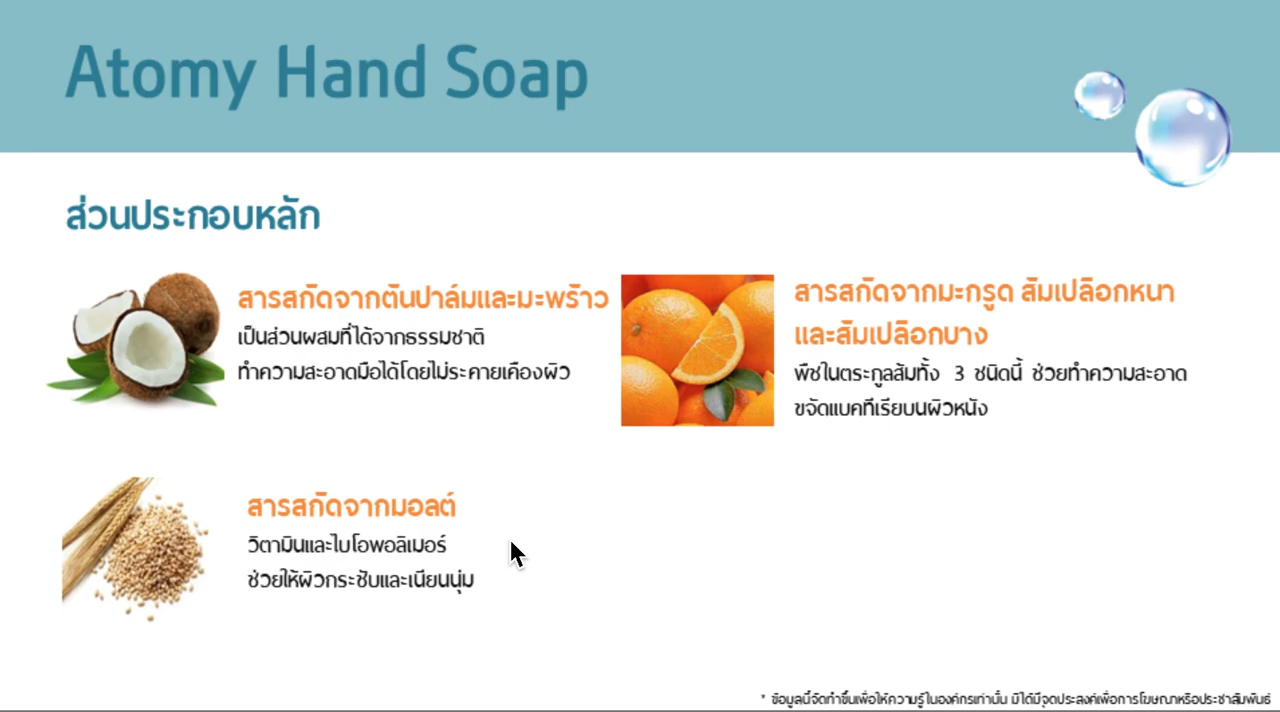 Atomy Hand Soap
ส่วนประกอบหลัก
สารสกัดจากต้นปาล์มและมะพร้าว
เป็นส่วนผสมที่ได้จากธรรมชาติ
ทำความสะอาดมือได้โดยไม่ระคายเคืองผิว
สารสกัดจากมะกรูด ส้มเปลือกหนา
และส้มเปลือกบาง
พืชในตระกูลส้มทั้ง 3 ชนิดนี้ ช่วยทำความสะอาด
ขจัดแบคทีเรียบนผิวหนัง
สารสกัดจากมอลต์
วิตามินและไบโอพอลิเมอร์
ช่วยให้ผิวกระชับและเนียนนุ่ม
* ข้อมูลนี้จัดทำขึ้นเพื่อให้ความรู้ในองค์กรเท่านั้น มิได้มีจุดประสงค์เพื่อการโฆษณาหรือประชาสัมพันธ์